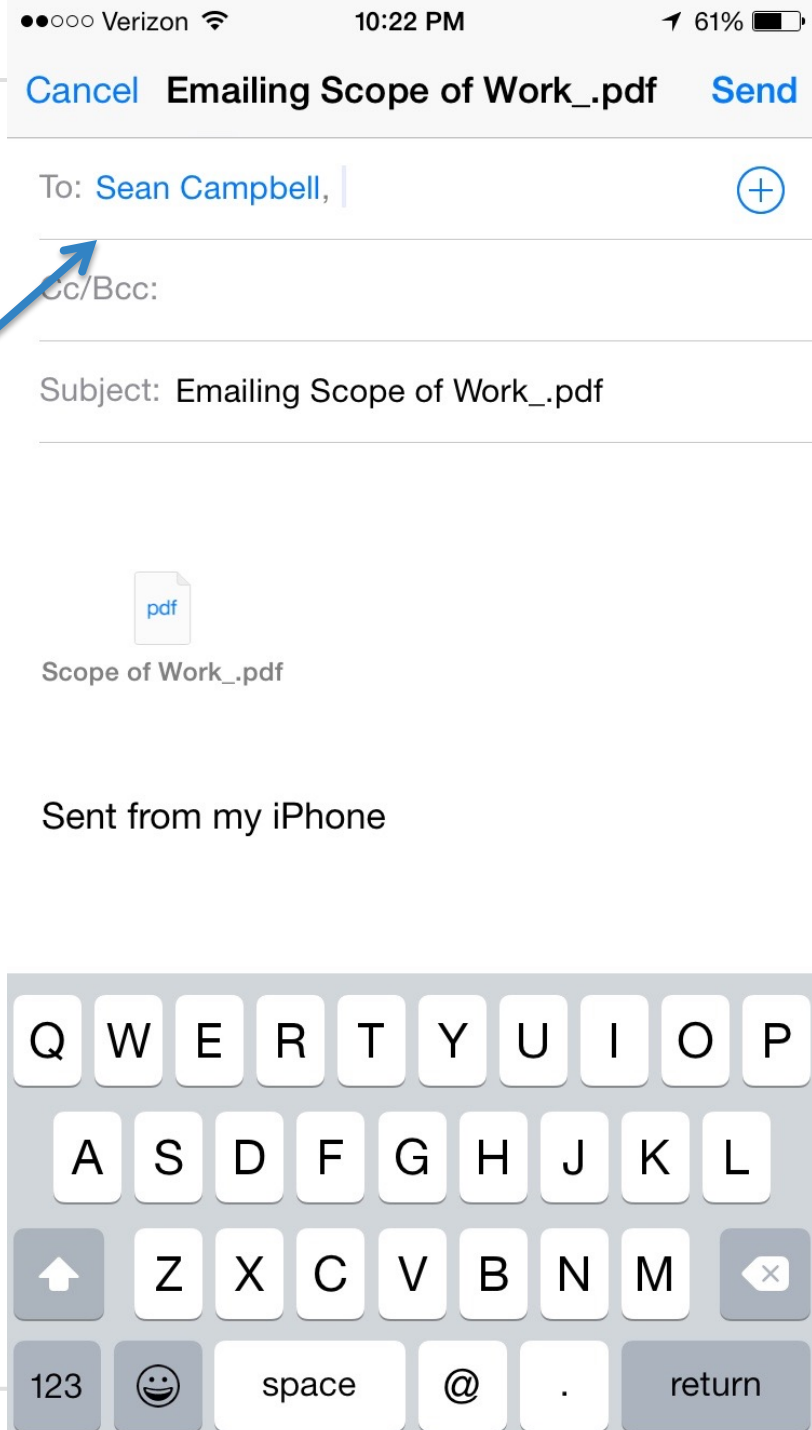 Verizon 10:22 PM 61%
Cancel Emailing Scope of Work_.pdf Send
To: Sean Campbell,
Cc/Bcc:
Subject: Emailing Scope of Work_.pdf
pdf
Scope of Work_.pdf
Sent from my iPhone
Q W E R T Y U I O P
A S D F G H J K L
Z X C V B N M
123 space @ . return